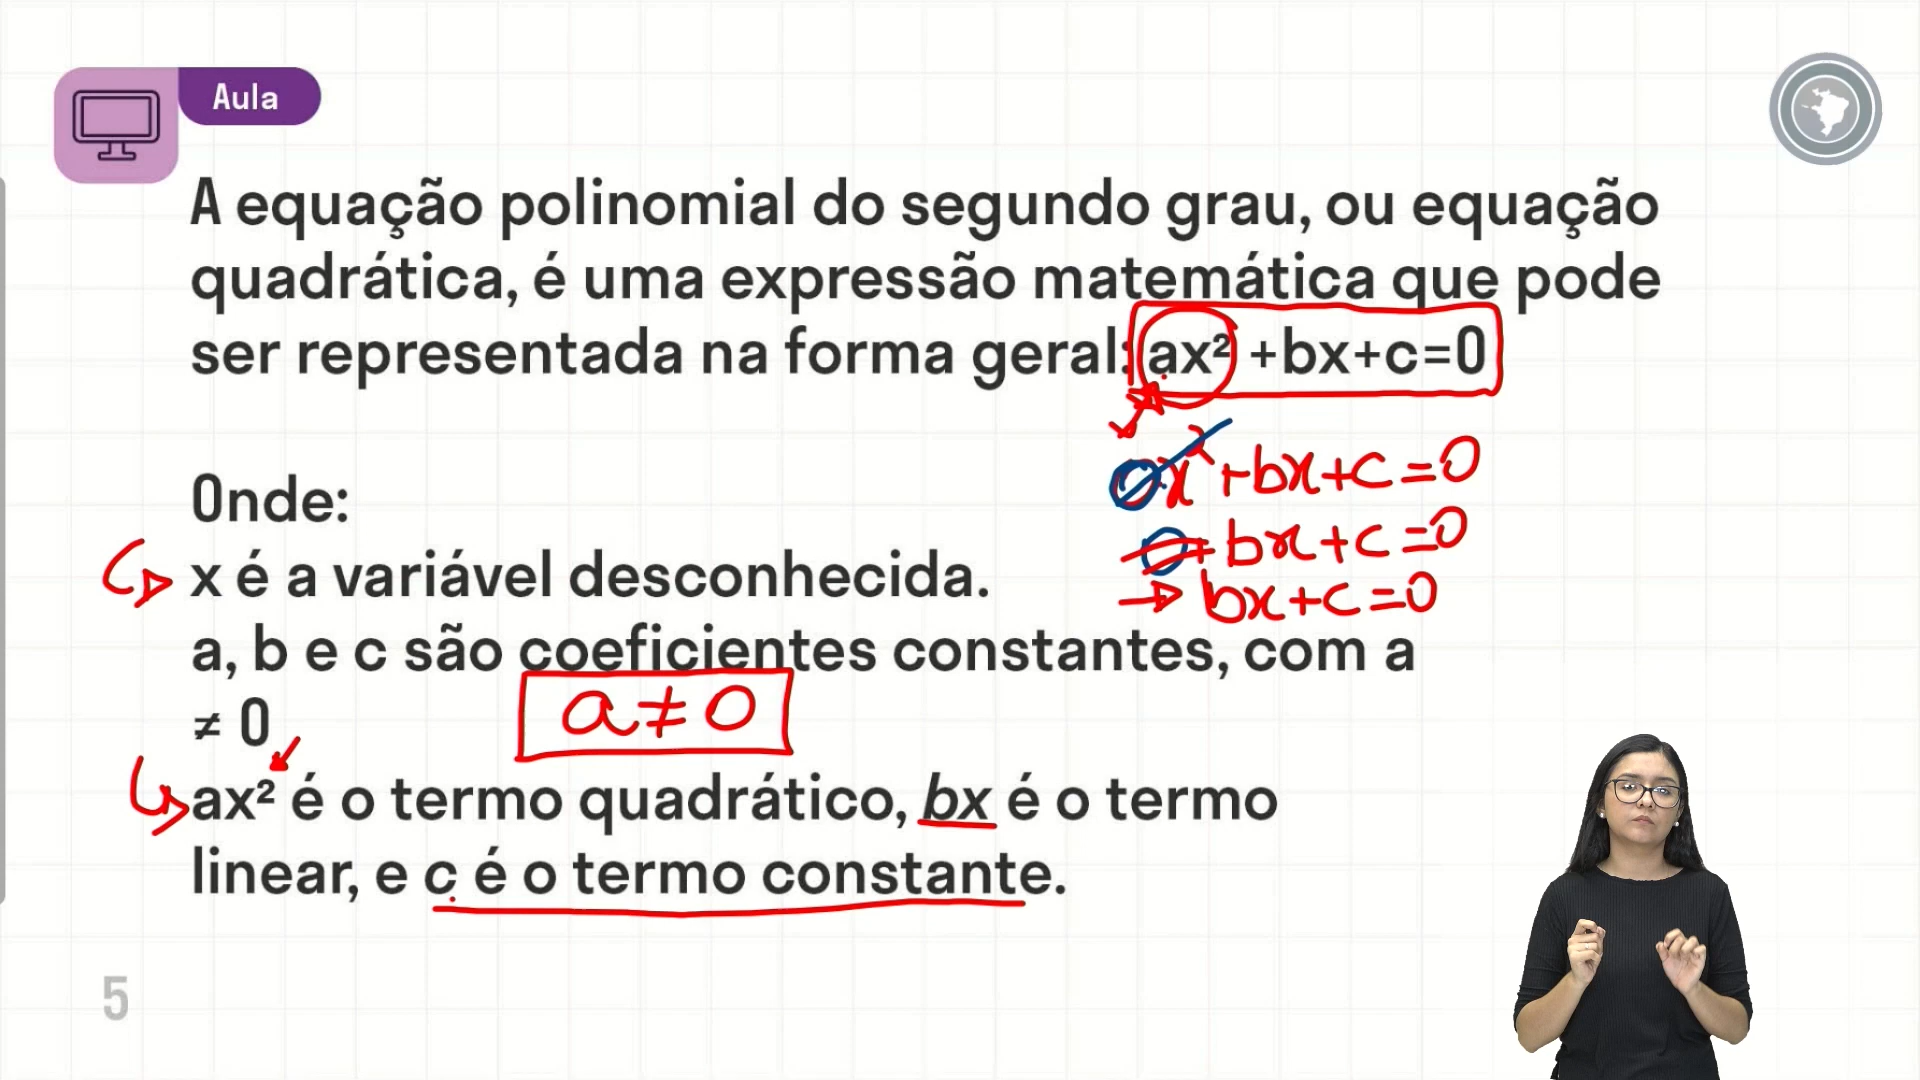 Aula
A equação polinomial do segundo grau, ou equação
quadrática, é uma expressão matemática que pode
ser representada na forma geral: ax² +bx+c=0
0x²+bx+c=0
Onde:
0+bx+c=0
x é a variável desconhecida.
bx+c=0
a, b e c são coeficientes constantes, com a
≠ 0
a≠0
ax² é o termo quadrático, bx é o termo
linear, e c é o termo constante.
5